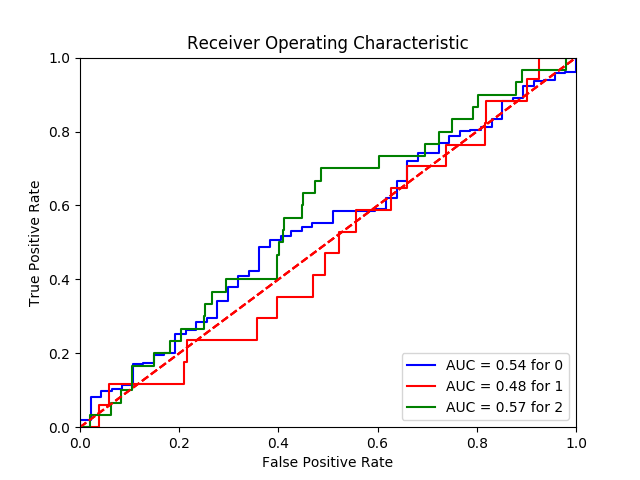 Receiver Operating Characteristic
True Positive Rate
1.0
0.8
0.6
0.4
0.2
0.0
AUC = 0.54 for 0
AUC = 0.48 for 1
AUC = 0.57 for 2
0.0 0.2 0.4 0.6 0.8 1.0
False Positive Rate